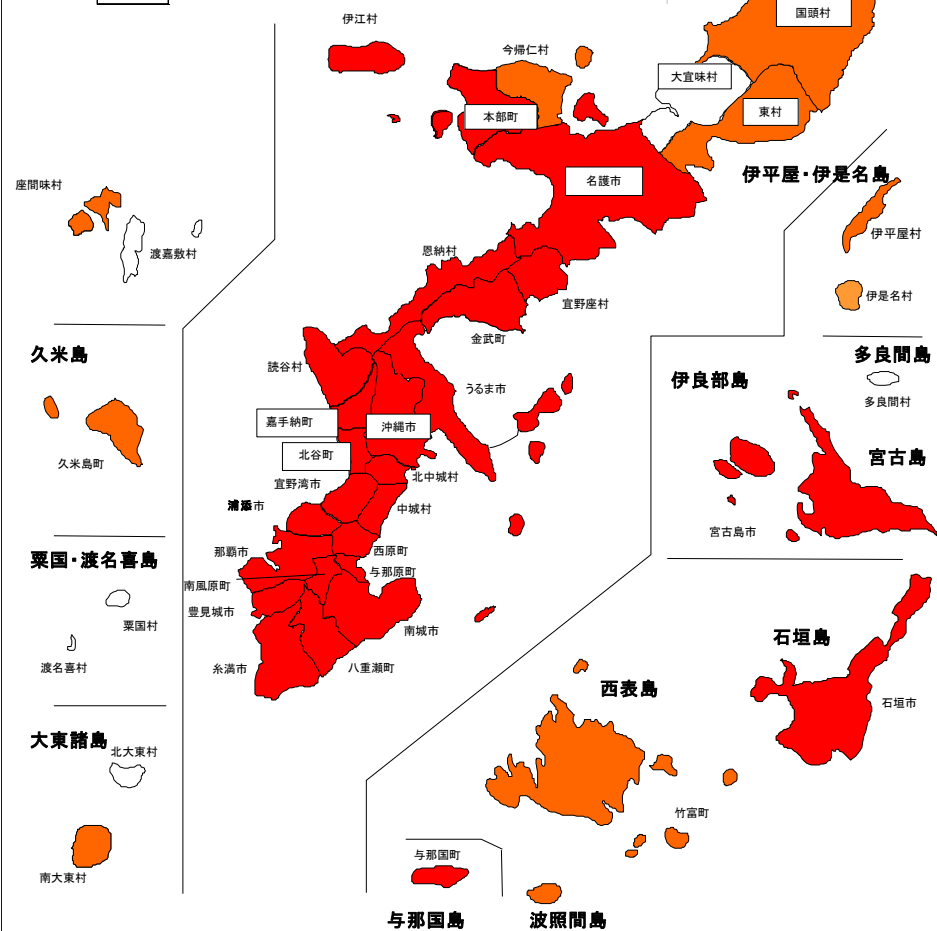 国頭村
伊江村
今帰仁村
大宜味村
東村
本部町
名護市
伊平屋・伊是名島
座間味村
渡嘉敷村
伊平屋村
恩納村
伊是名村
宜野座村
金武町
久米島
多良間島
読谷村
伊良部島
うるま市
多良間村
嘉手納町
沖縄市
北谷町
宮古島
久米島町
北中城村
宜野湾市
浦添市
中城村
宮古島市
那覇市
西原町
粟国・渡名喜島
与那原町
南風原町
豊見城市
粟国村
南城市
石垣島
渡名喜村
糸満市
八重瀬町
西表島
石垣市
大東諸島
北大東村
竹富町
与那国町
南大東村
与那国島
波照間島